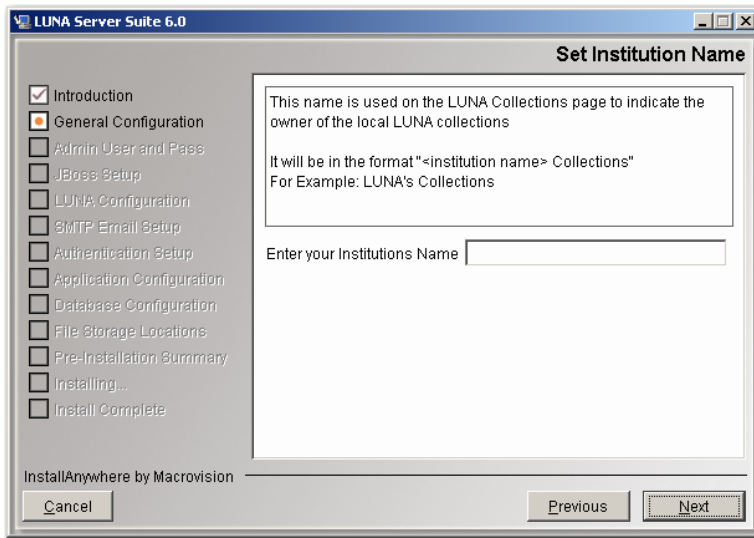 LUNA Server Suite 6.0
Set Institution Name
Introduction
General Configuration
Admin User and Pass
JBoss Setup
LUNA Configuration
SMTP Email Setup
Authentication Setup
Application Configuration
Database Configuration
File Storage Locations
Pre-Installation Summary
Installing...
Install Complete
This name is used on the LUNA Collections page to indicate the
owner of the local LUNA collections
It will be in the format "<institution name> Collections"
For Example: LUNA's Collections
Enter your Institutions Name
InstallAnywhere by Macrovision
Cancel
Previous
Next